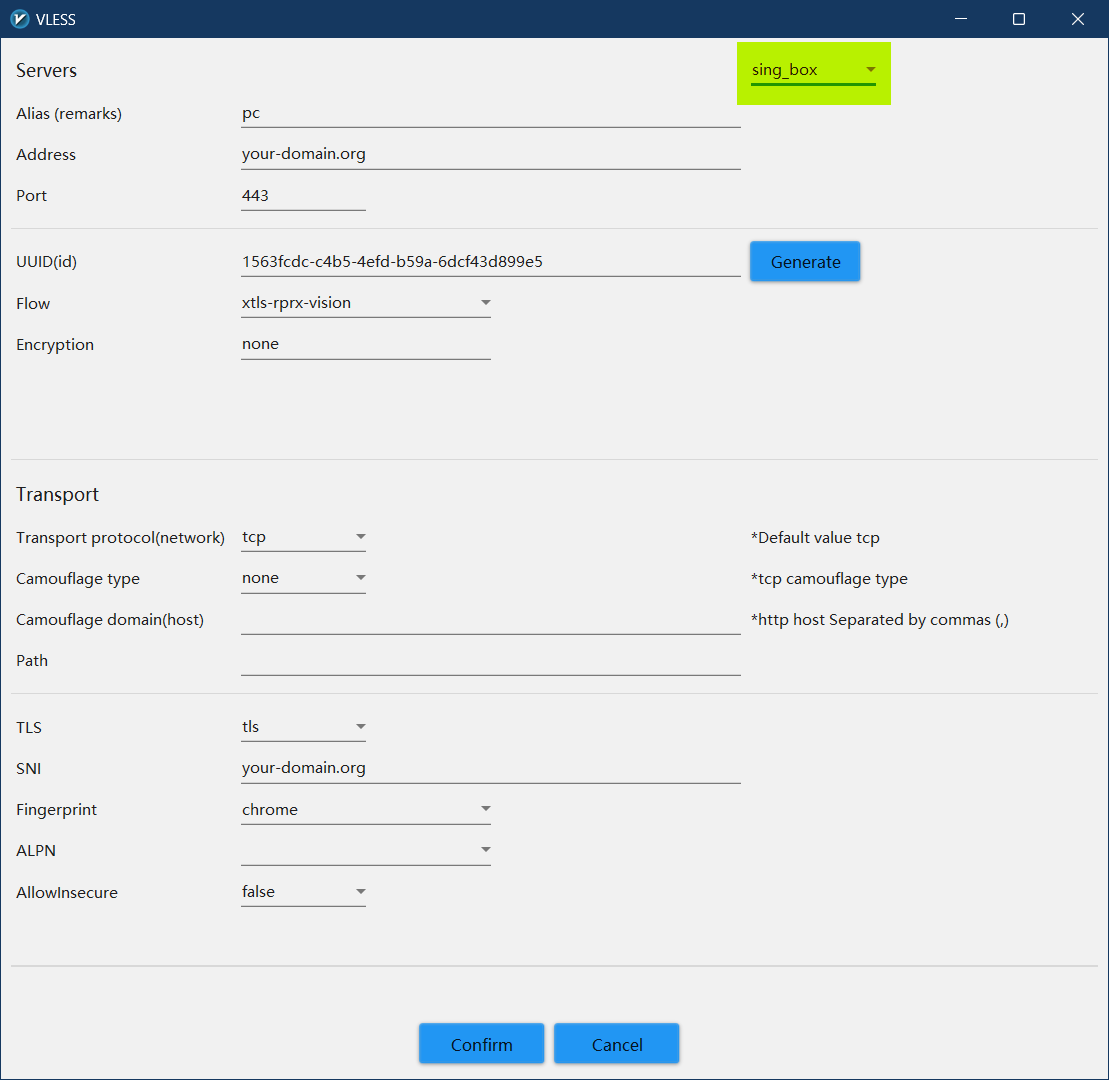 VLESS
Servers
sing_box
Alias (remarks)
pc
Address
your-domain.org
Port
443
UUID(id)
1563fcdc-c4b5-4efd-b59a-6dcf43d899e5
Generate
Flow
xtls-rprx-vision
Encryption
none
Transport
Transport protocol(network)
tcp
*Default value tcp
Camouflage type
none
*tcp camouflage type
Camouflage domain(host)
*http host Separated by commas (,)
Path
TLS
tls
SNI
your-domain.org
Fingerprint
chrome
ALPN
AllowInsecure
false
Confirm
Cancel